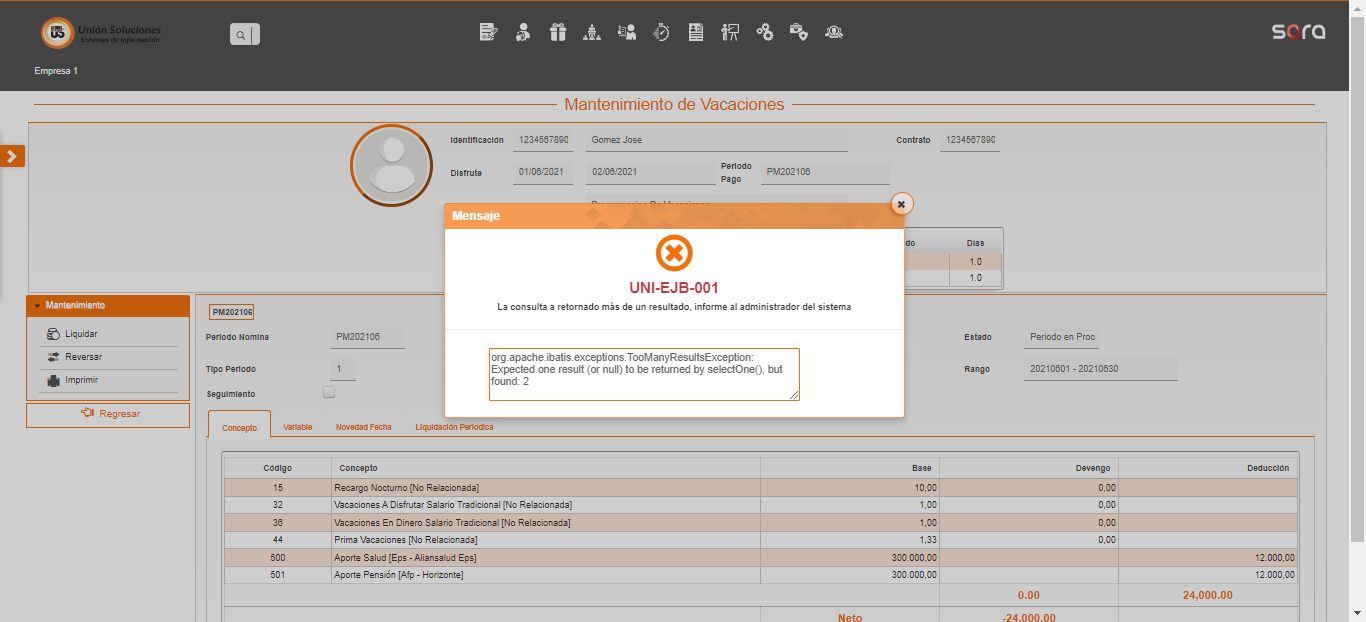 Unión Soluciones
Sistemas de Información
sara
Empresa 1
Mantenimiento de Vacaciones
Identificación 1234567890 Gomez Jose Contrato 1234567890
Disfrute 01/06/2021 02/06/2021 Periodo Pago PM202106
Mensaje
do Dias
1.0
1.0
UNI-EJB-001
La consulta a retornado más de un resultado, informe al administrador del sistema
org.apache.ibatis.exceptions.TooManyResultsException:
Expected one result (or null) to be returned by selectOne(), but
found: 2
Mantenimiento
Liquidar
Reversar
Imprimir
Regresar
PM202106
Periodo Nomina PM202106 Estado Periodo en Proc
Tipo Periodo 1 Rango 20210601 - 20210630
Seguimiento
Concepto Variable Novedad Fecha Liquidación Periodica
Código Concepto Base Devengo Deducción
15 Recargo Nocturno [No Relacionada] 10,00 0,00
32 Vacaciones A Disfrutar Salario Tradicional [No Relacionada] 1,00 0,00
36 Vacaciones En Dinero Salario Tradicional [No Relacionada] 1,00 0,00
44 Prima Vacaciones [No Relacionada] 1,33 0,00
500 Aporte Salud [Eps - Aliansalud Eps] 300.000,00 12.000,00
501 Aporte Pensión [Afp - Horizonte] 300.000,00 12.000,00
0.00 24,000.00
Neto -24,000.00